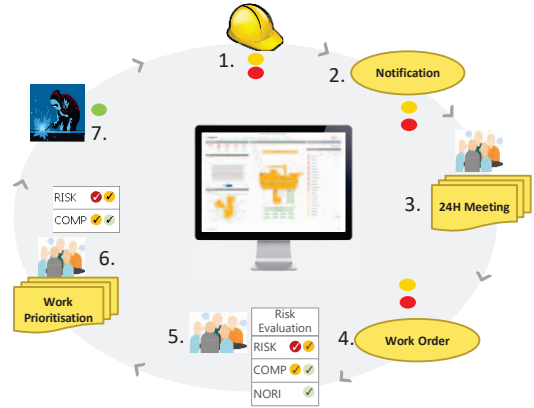 1.
2.
Notification
3.
24H Meeting
4.
Work Order
5.
Risk
Evaluation
RISK
COMP
NORI
6.
RISK
COMP
Work
Prioritisation
7.